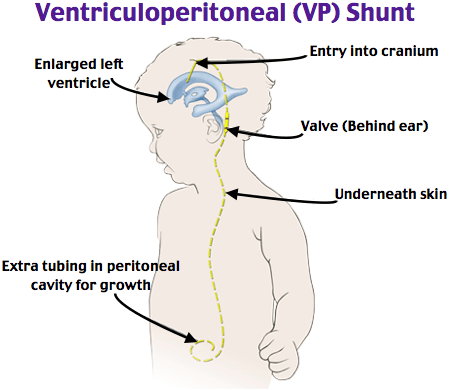 Ventriculoperitoneal (VP) Shunt
Entry into cranium
Enlarged left
ventricle
Valve (Behind ear)
Underneath skin
Extra tubing in peritoneal
cavity for growth